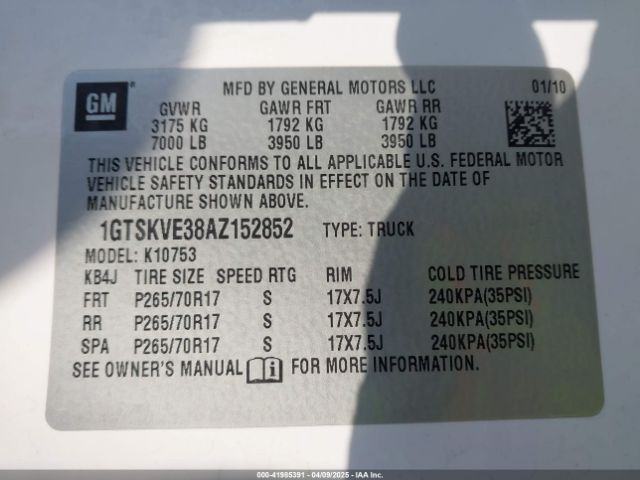 GM
MFD BY GENERAL MOTORS LLC 01/10
GVWR GAWR FRT GAWR RR
3175 KG 1792 KG 1792 KG
7000 LB 3950 LB 3950 LB
THIS VEHICLE CONFORMS TO ALL APPLICABLE U.S. FEDERAL MOTOR
VEHICLE SAFETY STANDARDS IN EFFECT ON THE DATE OF
MANUFACTURE SHOWN ABOVE.
1GTSKVE38AZ152852 TYPE: TRUCK
MODEL: K10753
KB4J TIRE SIZE SPEED RTG RIM COLD TIRE PRESSURE
FRT P265/70R17 S 17X7.5J 240KPA(35PSI)
RR P265/70R17 S 17X7.5J 240KPA(35PSI)
SPA P265/70R17 S 17X7.5J 240KPA(35PSI)
SEE OWNER'S MANUAL i FOR MORE INFORMATION.
000-41985391 04/09/2025 IAA Inc.